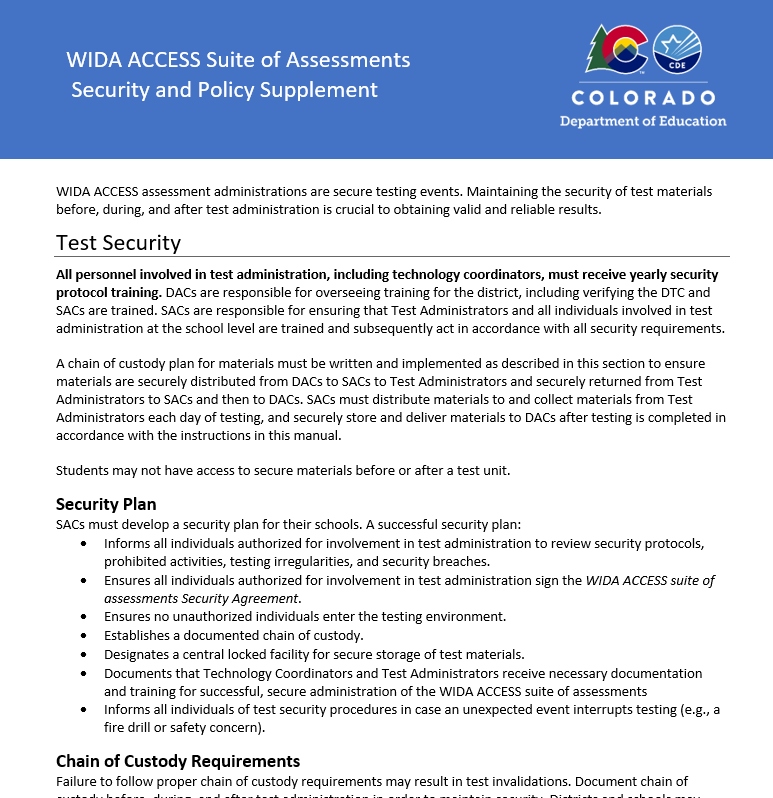 WIDA ACCESS Suite of Assessments
Security and Policy Supplement
CDE
COLORADO
Department of Education
WIDA ACCESS assessment administrations are secure testing events. Maintaining the security of test materials
before, during, and after test administration is crucial to obtaining valid and reliable results.
Test Security
All personnel involved in test administration, including technology coordinators, must receive yearly security
protocol training. DACs are responsible for overseeing training for the district, including verifying the DTC and
SACs are trained. SACs are responsible for ensuring that Test Administrators and all individuals involved in test
administration at the school level are trained and subsequently act in accordance with all security requirements.
A chain of custody plan for materials must be written and implemented as described in this section to ensure
materials are securely distributed from DACs to SACs to Test Administrators and securely returned from Test
Administrators to SACs and then to DACs. SACs must distribute materials to and collect materials from Test
Administrators each day of testing, and securely store and deliver materials to DACs after testing is completed in
accordance with the instructions in this manual.
Students may not have access to secure materials before or after a test unit.
Security Plan
SACs must develop a security plan for their schools. A successful security plan:
• Informs all individuals authorized for involvement in test administration to review security protocols,
prohibited activities, testing irregularities, and security breaches.
• Ensures all individuals authorized for involvement in test administration sign the WIDA ACCESS suite of
assessments Security Agreement.
• Ensures no unauthorized individuals enter the testing environment.
• Establishes a documented chain of custody.
• Designates a central locked facility for secure storage of test materials.
• Documents that Technology Coordinators and Test Administrators receive necessary documentation
and training for successful, secure administration of the WIDA ACCESS suite of assessments
• Informs all individuals of test security procedures in case an unexpected event interrupts testing (e.g., a
fire drill or safety concern).
Chain of Custody Requirements
Failure to follow proper chain of custody requirements may result in test invalidations. Document chain of
custody before, during, and after test administration in order to maintain security. Districts and schools may